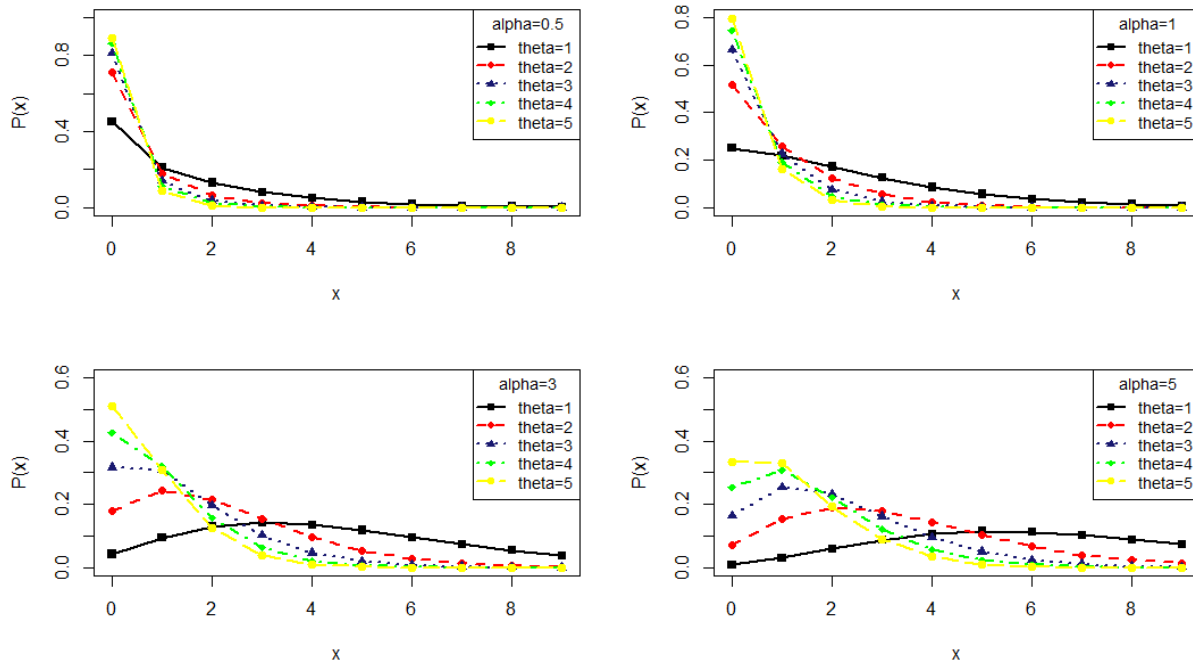 alpha=0.5
theta=1
theta=2
theta=3
theta=4
theta=5
P(x)
0.8
0.4
0.0
0 2 4 6 8
x
alpha=1
theta=1
theta=2
theta=3
theta=4
theta=5
P(x)
0.8
0.6
0.4
0.2
0.0
0 2 4 6 8
x
alpha=3
theta=1
theta=2
theta=3
theta=4
theta=5
P(x)
0.6
0.4
0.2
0.0
0 2 4 6 8
x
alpha=5
theta=1
theta=2
theta=3
theta=4
theta=5
P(x)
0.6
0.4
0.2
0.0
0 2 4 6 8
x